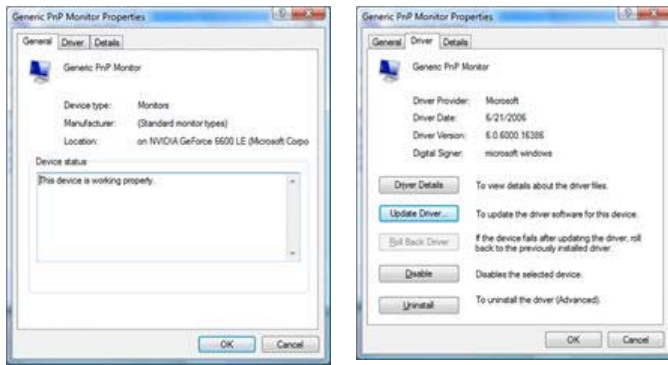 Generic PnP Monitor Properties
General Driver Details
Generic PnP Monitor
Device type: Monitors
Manufacturer: (Standard monitor types)
Location: on NVIDIA GeForce 6600 LE (Microsoft Corpo
Device status
This device is working properly.
OK Cancel
Generic PnP Monitor Properties
General Driver Details
Generic PnP Monitor
Driver Provider: Microsoft
Driver Date: 6/21/2006
Driver Version: 6.0.6000.16386
Digital Signer: microsoft windows
Driver Details To view details about the driver files.
Update Driver... To update the driver software for this device.
Roll Back Driver If the device fails after updating the driver, roll
back to the previously installed driver.
Disable Disables the selected device.
Uninstall To uninstall the driver (Advanced).
OK Cancel